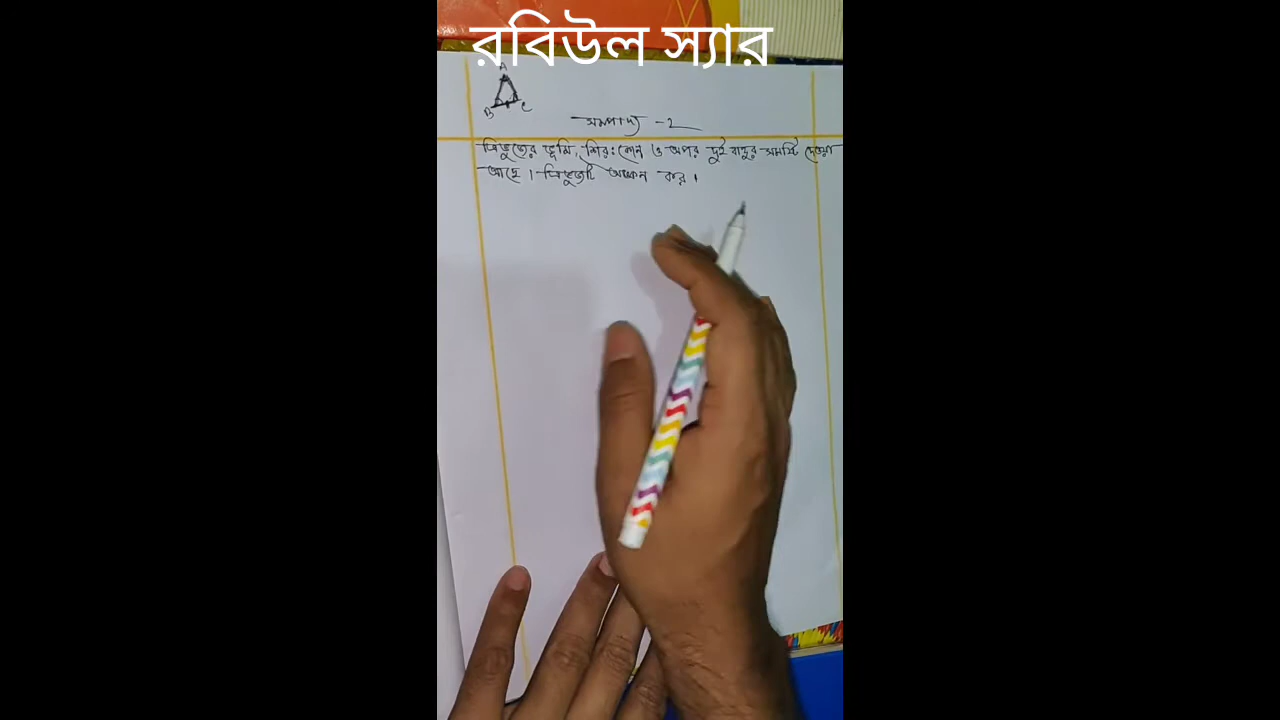 রবিউল স্যার
A
B C
সম্পাদ্য -২
ত্রিভুজের ভূমি, শির:কোন ও অপর দুই বাহুর সমষ্টি দেওয়া
আছে। ত্রিভুজটি অঙ্কন কর।